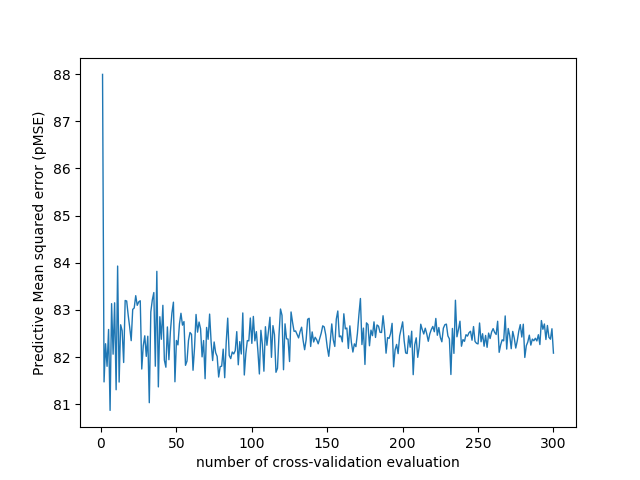 88
87
86
85
84
83
82
81
Predictive Mean squared error (pMSE)
0 50 100 150 200 250 300
number of cross-validation evaluation